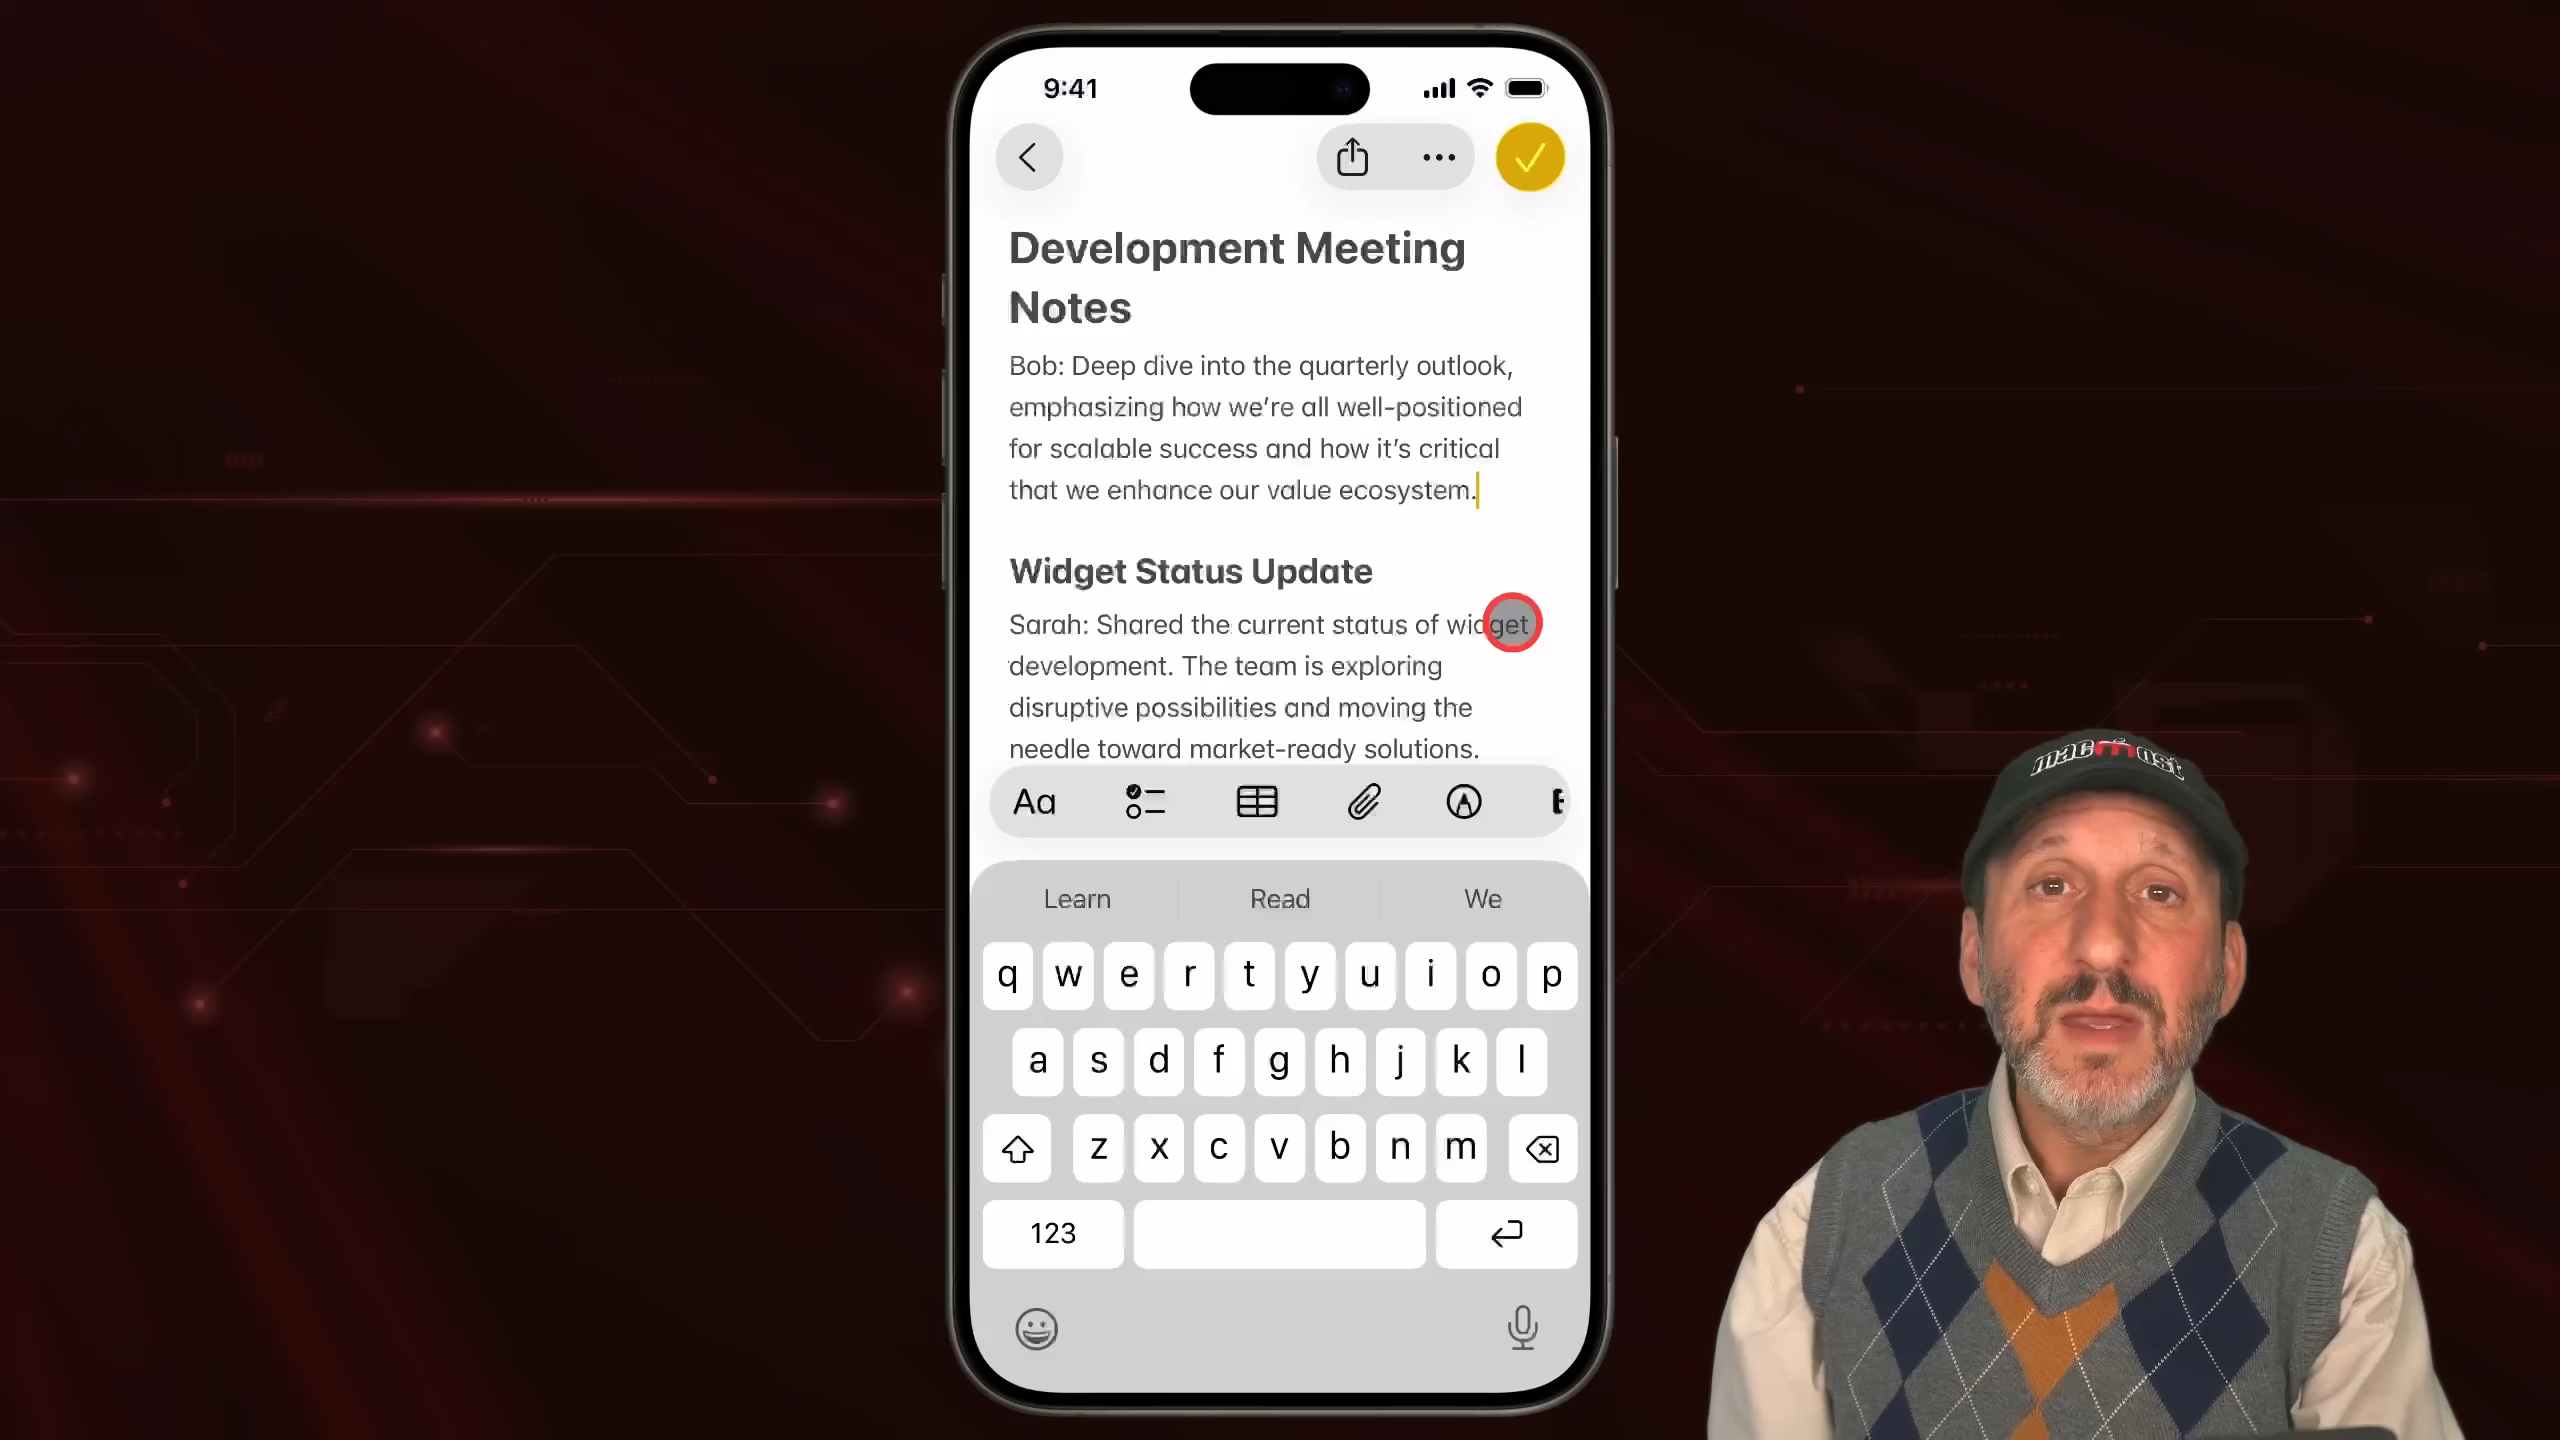 9:41
Development Meeting
Notes
Bob: Deep dive into the quarterly outlook,
emphasizing how we're all well-positioned
for scalable success and how it's critical
that we enhance our value ecosystem.
Widget Status Update
Sarah: Shared the current status of widget
development. The team is exploring
disruptive possibilities and moving the
needle toward market-ready solutions.
Aa
Learn Read We
q w e r t y u i o p
a s d f g h j k l
z x c v b n m
123
macmost